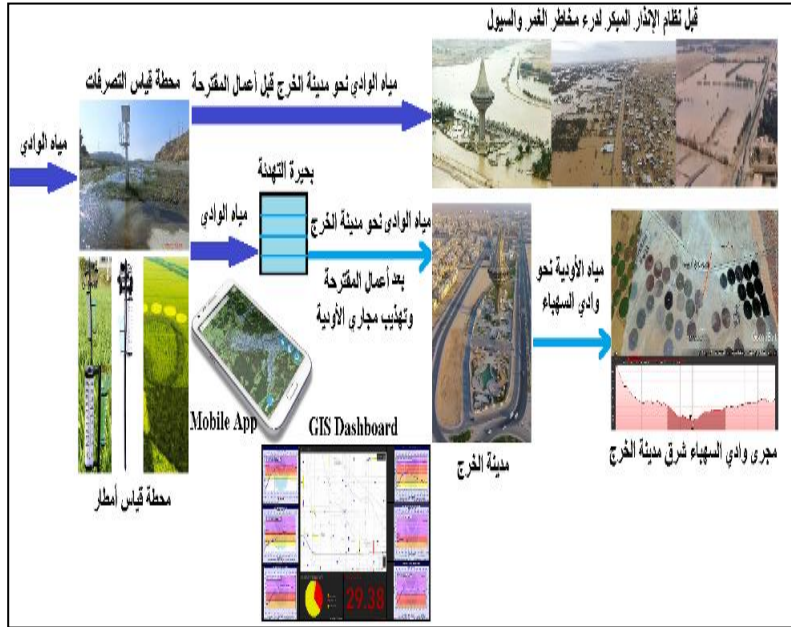 قبل نظام الإنذار المبكر لدرء مخاطر الغمر والسيول
محطة قياس التصرفات
مياه الوادي نحو مدينة الخرج قبل أعمال المقترحة
مياه الوادي
بحيرة التهدئة
مياه الوادي
مياه الوادي نحو مدينة الخرج
بعد أعمال المقترحة
وتهذيب مجاري الأودية
مياه الأودية نحو
وادي السهباء
Mobile App
GIS Dashboard
محطة قياس أمطار
مدينة الخرج
مجرى وادي السهباء شرق مدينة الخرج
29.38